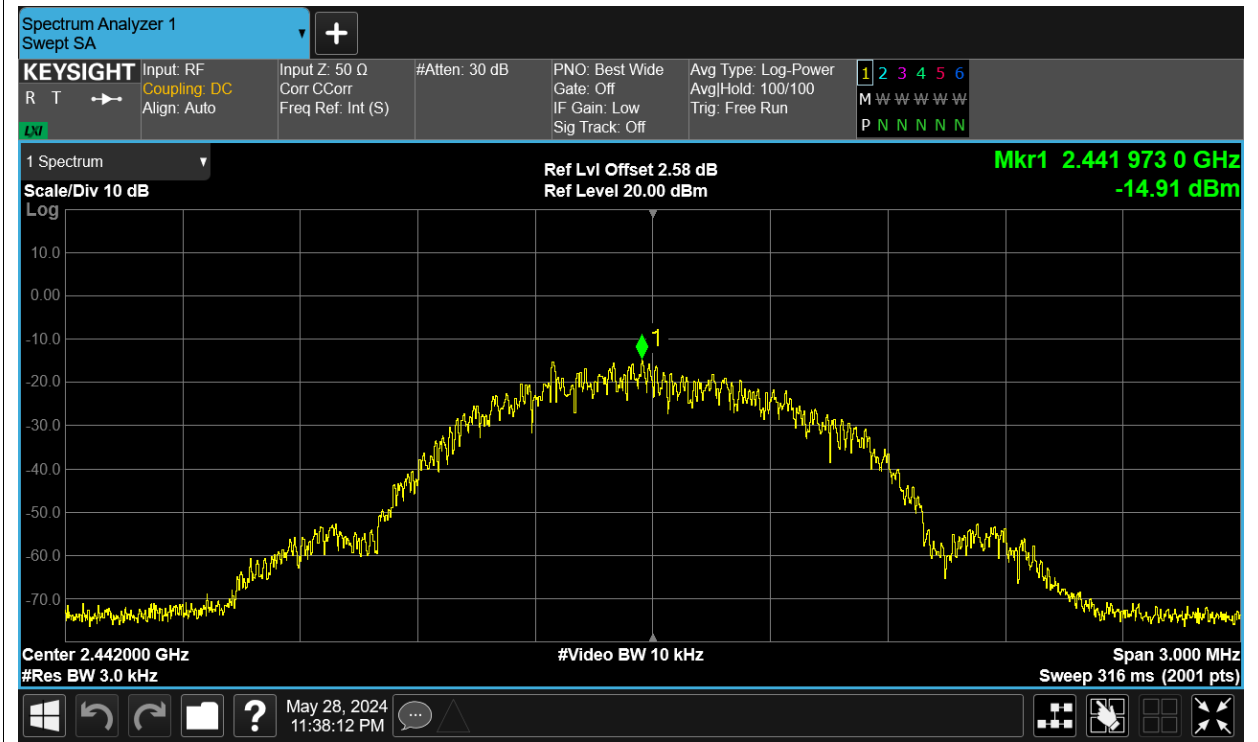 Spectrum Analyzer 1
Swept SA
KEYSIGHT
R T
LXI
Input: RF
Coupling: DC
Align: Auto
Input Z: 50 Ω
Corr CCorr
Freq Ref: Int (S)
#Atten: 30 dB
PNO: Best Wide
Gate: Off
IF Gain: Low
Sig Track: Off
Avg Type: Log-Power
Avg|Hold: 100/100
Trig: Free Run
1 2 3 4 5 6
M W W W W W
P N N N N N
1 Spectrum
Scale/Div 10 dB
Log
Ref Lvl Offset 2.58 dB
Ref Level 20.00 dBm
Mkr1 2.441 973 0 GHz
-14.91 dBm
10.0
0.00
-10.0
-20.0
-30.0
-40.0
-50.0
-60.0
-70.0
1
Center 2.442000 GHz
#Res BW 3.0 kHz
#Video BW 10 kHz
Span 3.000 MHz
Sweep 316 ms (2001 pts)
?
May 28, 2024
11:38:12 PM